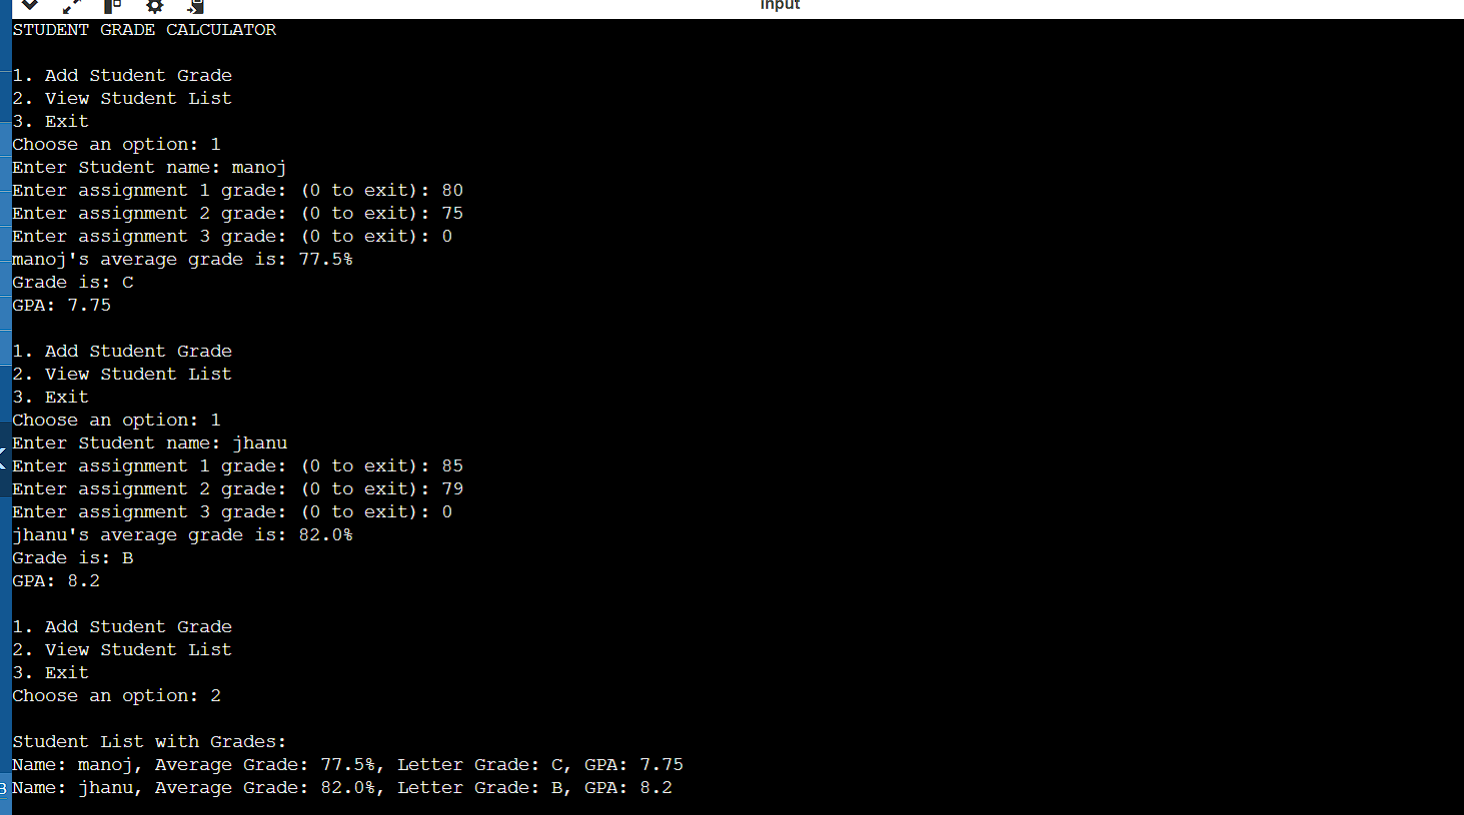 input
STUDENT GRADE CALCULATOR
1. Add Student Grade
2. View Student List
3. Exit
Choose an option: 1
Enter Student name: manoj
Enter assignment 1 grade: (0 to exit): 80
Enter assignment 2 grade: (0 to exit): 75
Enter assignment 3 grade: (0 to exit): 0
manoj's average grade is: 77.5%
Grade is: C
GPA: 7.75
1. Add Student Grade
2. View Student List
3. Exit
Choose an option: 1
Enter Student name: jhanu
Enter assignment 1 grade: (0 to exit): 85
Enter assignment 2 grade: (0 to exit): 79
Enter assignment 3 grade: (0 to exit): 0
jhanu's average grade is: 82.0%
Grade is: B
GPA: 8.2
1. Add Student Grade
2. View Student List
3. Exit
Choose an option: 2
Student List with Grades:
Name: manoj, Average Grade: 77.5%, Letter Grade: C, GPA: 7.75
Name: jhanu, Average Grade: 82.0%, Letter Grade: B, GPA: 8.2